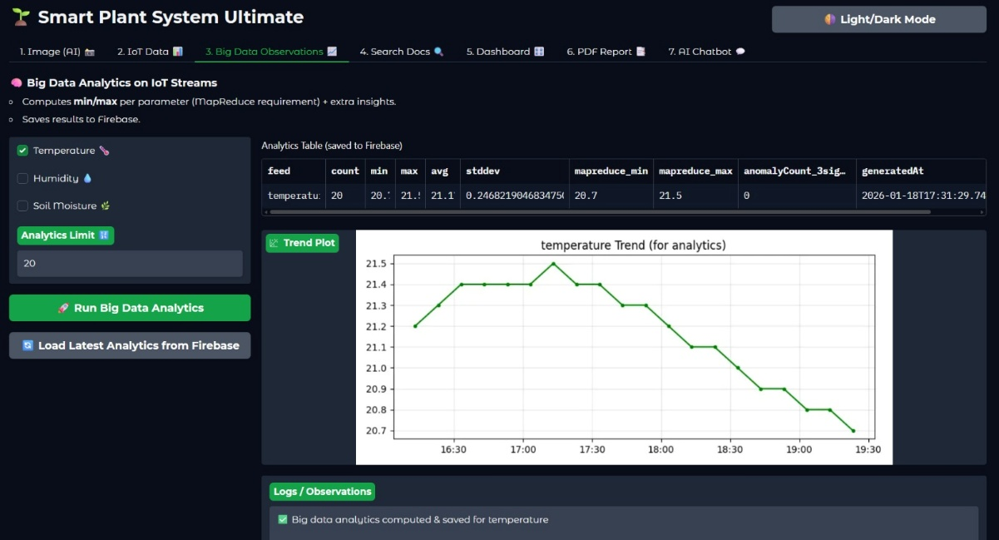 Smart Plant System Ultimate
Light/Dark Mode
1. Image (AI)
2. IoT Data
3. Big Data Observations
4. Search Docs
5. Dashboard
6. PDF Report
7. AI Chatbot
Big Data Analytics on IoT Streams
Computes min/max per parameter (MapReduce requirement) + extra insights.
Saves results to Firebase.
Temperature
Humidity
Soil Moisture
Analytics Limit
20
Run Big Data Analytics
Load Latest Analytics from Firebase
Analytics Table (saved to Firebase)
feed count min max avg stddev mapreduce_min mapreduce_max anomalyCount_3sig… generatedAt
temperatu 20 20.7 21.5 21.1 0.246821904683475 20.7 21.5 0 2026-01-18T17:31:29.74
Trend Plot
temperature Trend (for analytics)
21.5
21.4
21.3
21.2
21.1
21.0
20.9
20.8
20.7
16:30 17:00 17:30 18:00 18:30 19:00 19:30
Logs / Observations
Big data analytics computed & saved for temperature